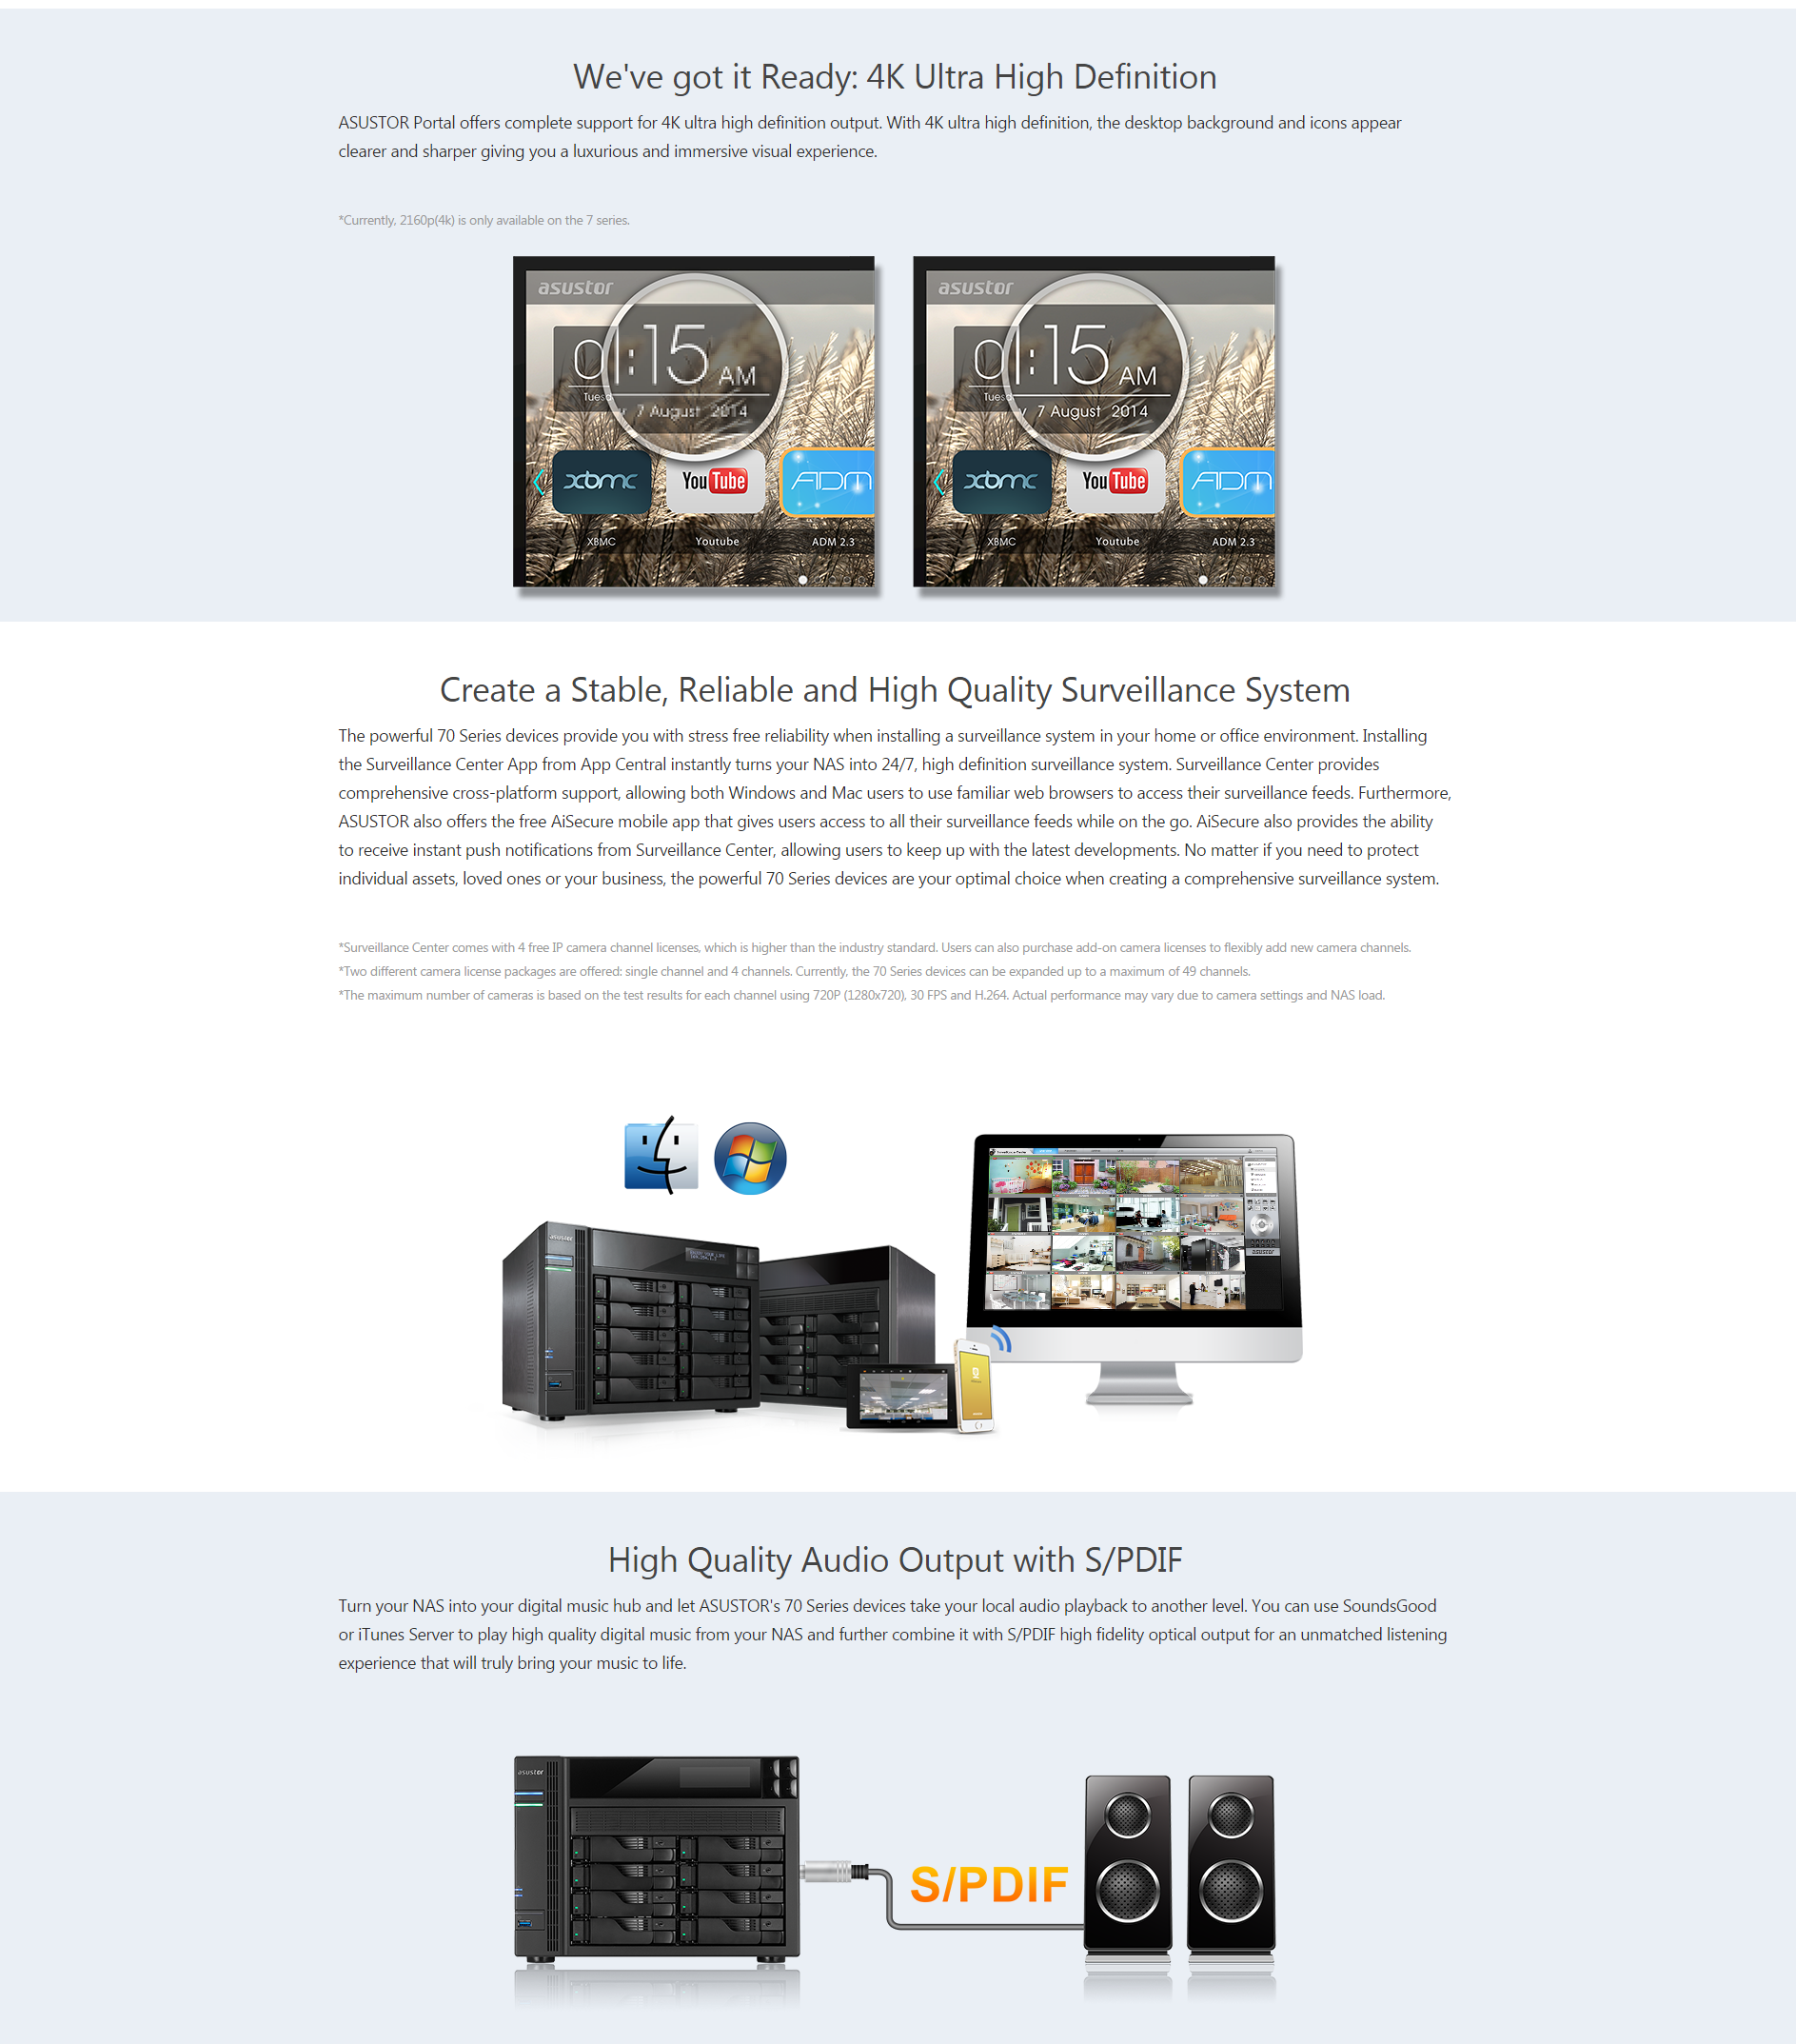 We've got it Ready: 4K Ultra High Definition
ASUSTOR Portal offers complete support for 4K ultra high definition output. With 4K ultra high definition, the desktop background and icons appear
clearer and sharper giving you a luxurious and immersive visual experience.
*Currently, 2160p(4k) is only available on the 7 series.
asustor
01:15 AM
Tuesd y 7 August 2014
xbmc YouTube ADM
XBMC Youtube ADM 2.3
asustor
01:15 AM
Tuesd y 7 August 2014
xbmc YouTube ADM
XBMC Youtube ADM 2.3
Create a Stable, Reliable and High Quality Surveillance System
The powerful 70 Series devices provide you with stress free reliability when installing a surveillance system in your home or office environment. Installing
the Surveillance Center App from App Central instantly turns your NAS into 24/7, high definition surveillance system. Surveillance Center provides
comprehensive cross-platform support, allowing both Windows and Mac users to use familiar web browsers to access their surveillance feeds. Furthermore,
ASUSTOR also offers the free AiSecure mobile app that gives users access to all their surveillance feeds while on the go. AiSecure also provides the ability
to receive instant push notifications from Surveillance Center, allowing users to keep up with the latest developments. No matter if you need to protect
individual assets, loved ones or your business, the powerful 70 Series devices are your optimal choice when creating a comprehensive surveillance system.
*Surveillance Center comes with 4 free IP camera channel licenses, which is higher than the industry standard. Users can also purchase add-on camera licenses to flexibly add new camera channels.
*Two different camera license packages are offered: single channel and 4 channels. Currently, the 70 Series devices can be expanded up to a maximum of 49 channels.
*The maximum number of cameras is based on the test results for each channel using 720P (1280x720), 30 FPS and H.264. Actual performance may vary due to camera settings and NAS load.
asustor
asustor
High Quality Audio Output with S/PDIF
Turn your NAS into your digital music hub and let ASUSTOR's 70 Series devices take your local audio playback to another level. You can use SoundsGood
or iTunes Server to play high quality digital music from your NAS and further combine it with S/PDIF high fidelity optical output for an unmatched listening
experience that will truly bring your music to life.
asustor
S/PDIF